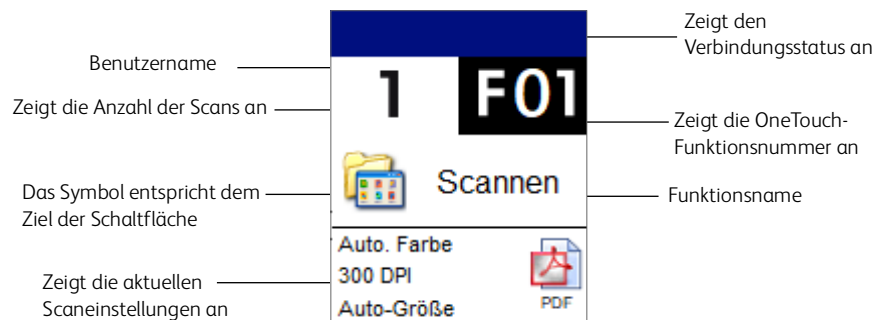 Zeigt den
Verbindungsstatus an
Benutzername
Zeigt die Anzahl der Scans an
1
F01
Zeigt die OneTouch-
Funktionsnummer an
Das Symbol entspricht dem
Ziel der Schaltfläche
Scannen
Funktionsname
Auto. Farbe
300 DPI
Auto-Größe
PDF
Zeigt die aktuellen
Scaneinstellungen an